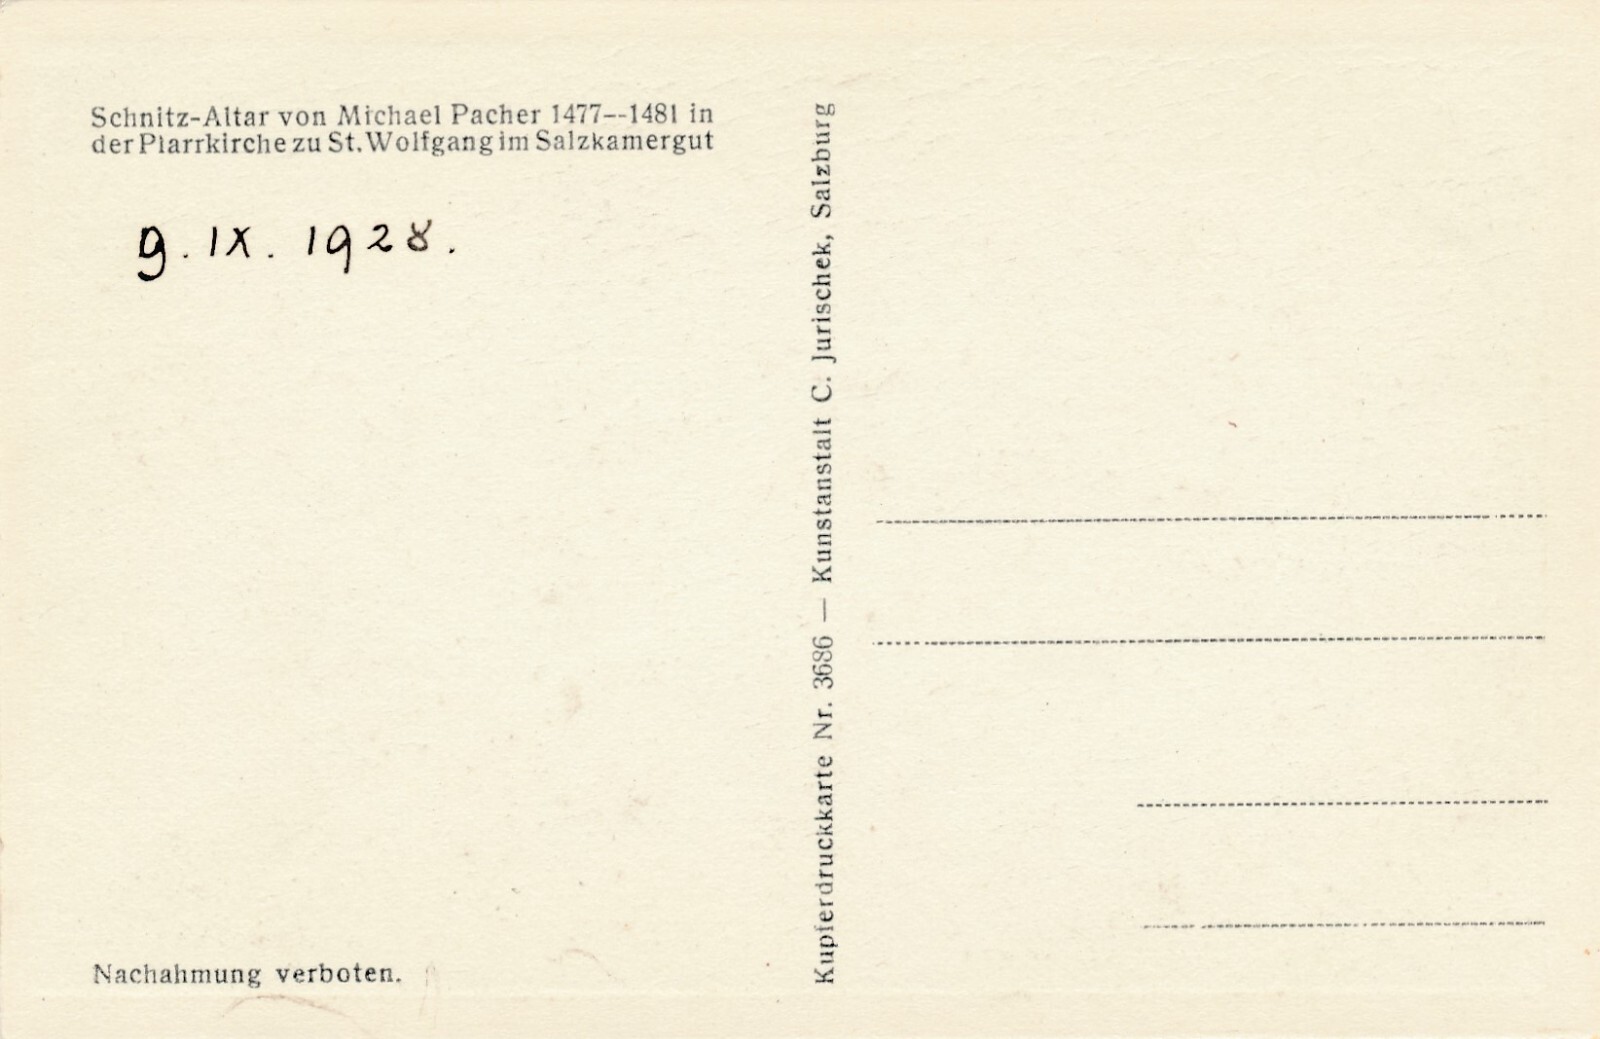 Schnitz-Altar von Michael Pacher 1477--1481 in
der Pfarrkirche zu St. Wolfgang im Salzkamergut
9. IX. 1928.
Kupferdruckkarte Nr. 3686 — Kunstanstalt C. Jurischek, Salzburg
Nachahmung verboten.